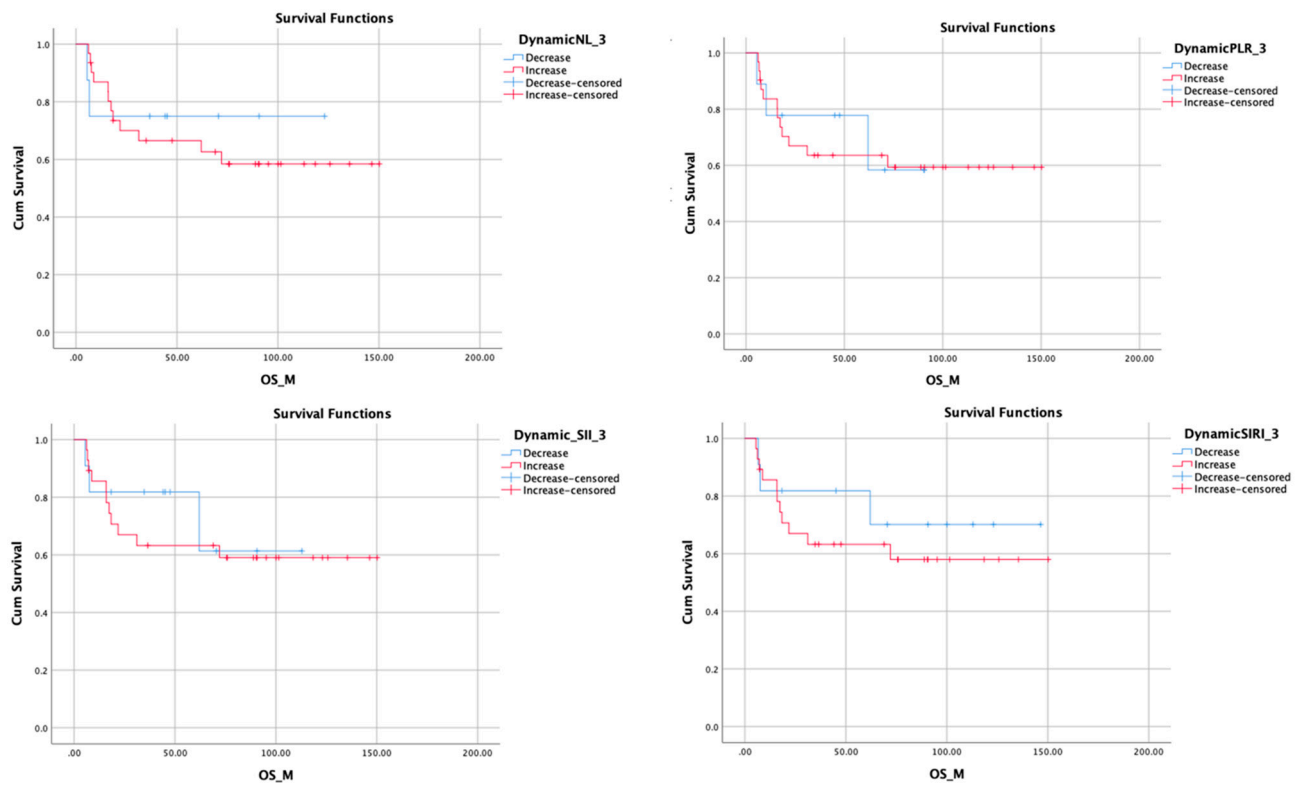 Survival Functions
DynamicNL_3
Decrease
Increase
Decrease-censored
Increase-censored
Cum Survival
1.0
0.8
0.6
0.4
0.2
0.0
.00 50.00 100.00 150.00 200.00
OS_M
Survival Functions
DynamicPLR_3
Decrease
Increase
Decrease-censored
Increase-censored
Cum Survival
1.0
0.8
0.6
0.4
0.2
0.0
.00 50.00 100.00 150.00 200.00
OS_M
Survival Functions
Dynamic_SII_3
Decrease
Increase
Decrease-censored
Increase-censored
Cum Survival
1.0
0.8
0.6
0.4
0.2
0.0
.00 50.00 100.00 150.00 200.00
OS_M
Survival Functions
DynamicSIRI_3
Decrease
Increase
Decrease-censored
Increase-censored
Cum Survival
1.0
0.8
0.6
0.4
0.2
0.0
.00 50.00 100.00 150.00 200.00
OS_M